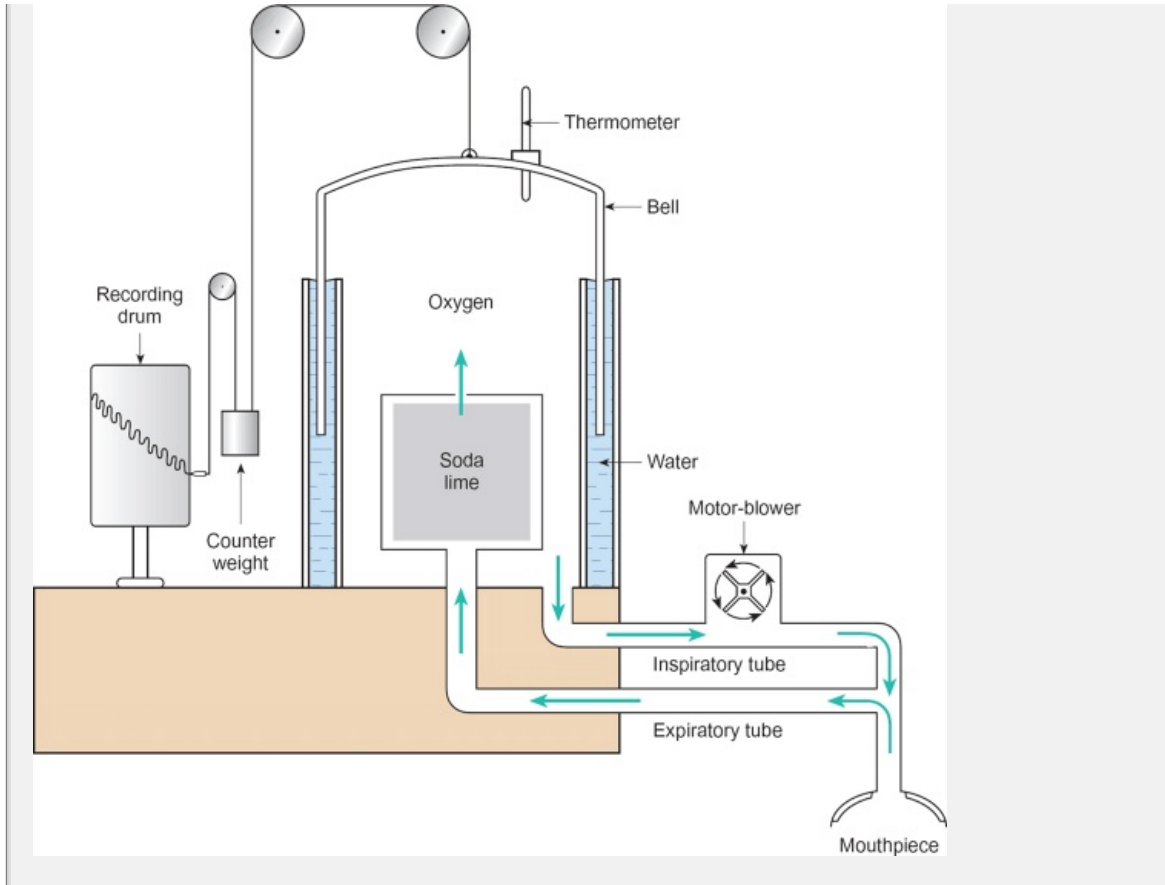 Thermometer
Bell
Recording
drum
Oxygen
Soda
lime
Water
Motor-blower
Counter
weight
Inspiratory tube
Expiratory tube
Mouthpiece